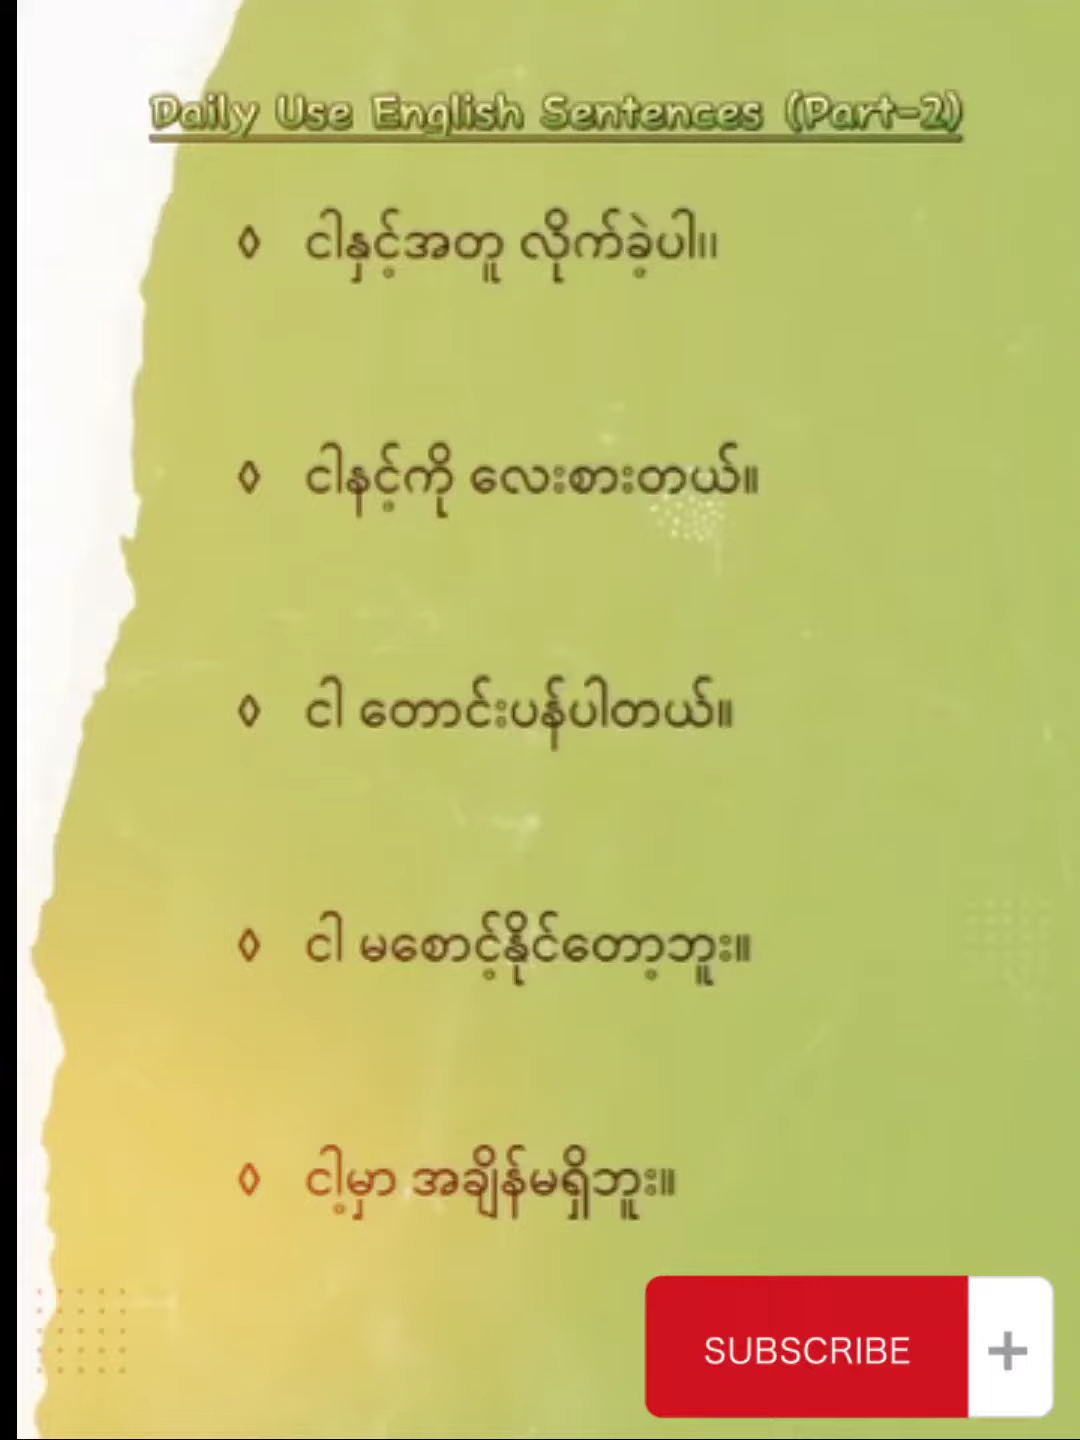 Daily Use English Sentences (Part-2)
◊ ငါနှင့်အတူ လိုက်ခဲ့ပါ၊၊
◊ ငါနင့်ကို လေးစားတယ်။
◊ ငါ တောင်းပန်ပါတယ်။
◊ ငါ မစောင့်နိုင်တော့ဘူး။
◊ ငါ့မှာ အချိန်မရှိဘူး။
SUBSCRIBE +